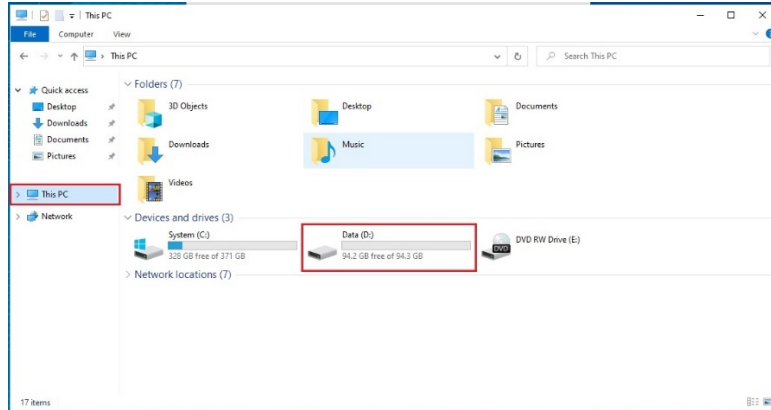 This PC
File Computer View
This PC
Search This PC
Quick access
Desktop
Downloads
Documents
Pictures
This PC
Network
Folders (7)
3D Objects
Desktop
Documents
Downloads
Music
Pictures
Videos
Devices and drives (3)
System (C:)
328 GB free of 371 GB
Data (D:)
94.2 GB free of 94.3 GB
DVD RW Drive (E:)
DVD
Network locations (7)
17 items